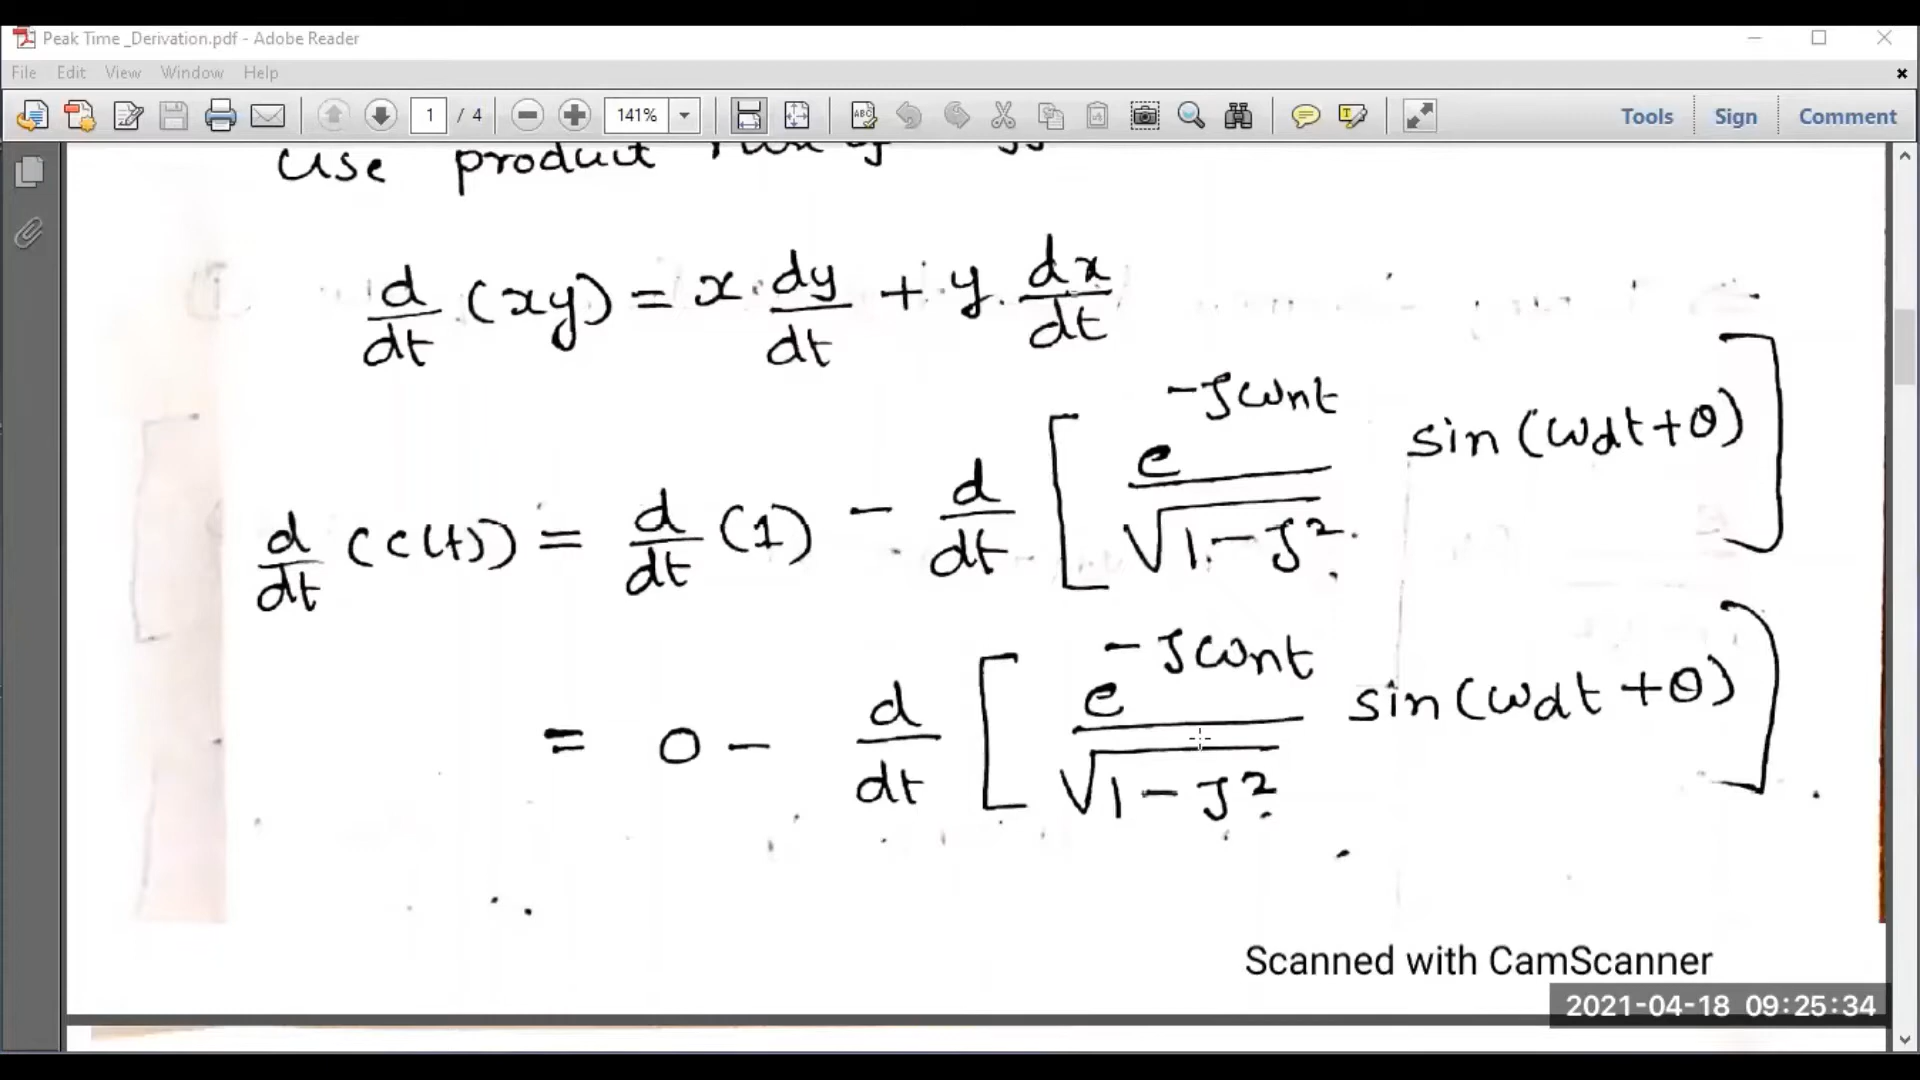 Peak Time _Derivation.pdf - Adobe Reader
File Edit View Window Help
1 / 4 141% Tools Sign Comment
Use product
d/dt (xy) = x. dy/dt + y. dx/dt
d/dt (c(t)) = d/dt (1) - d/dt [ e^-ζωnt / √1-ζ² sin(ωdt+θ) ]
= 0 - d/dt [ e^-ζωnt / √1-ζ² sin(ωdt+θ) ]
Scanned with CamScanner
2021-04-18 09:25:34